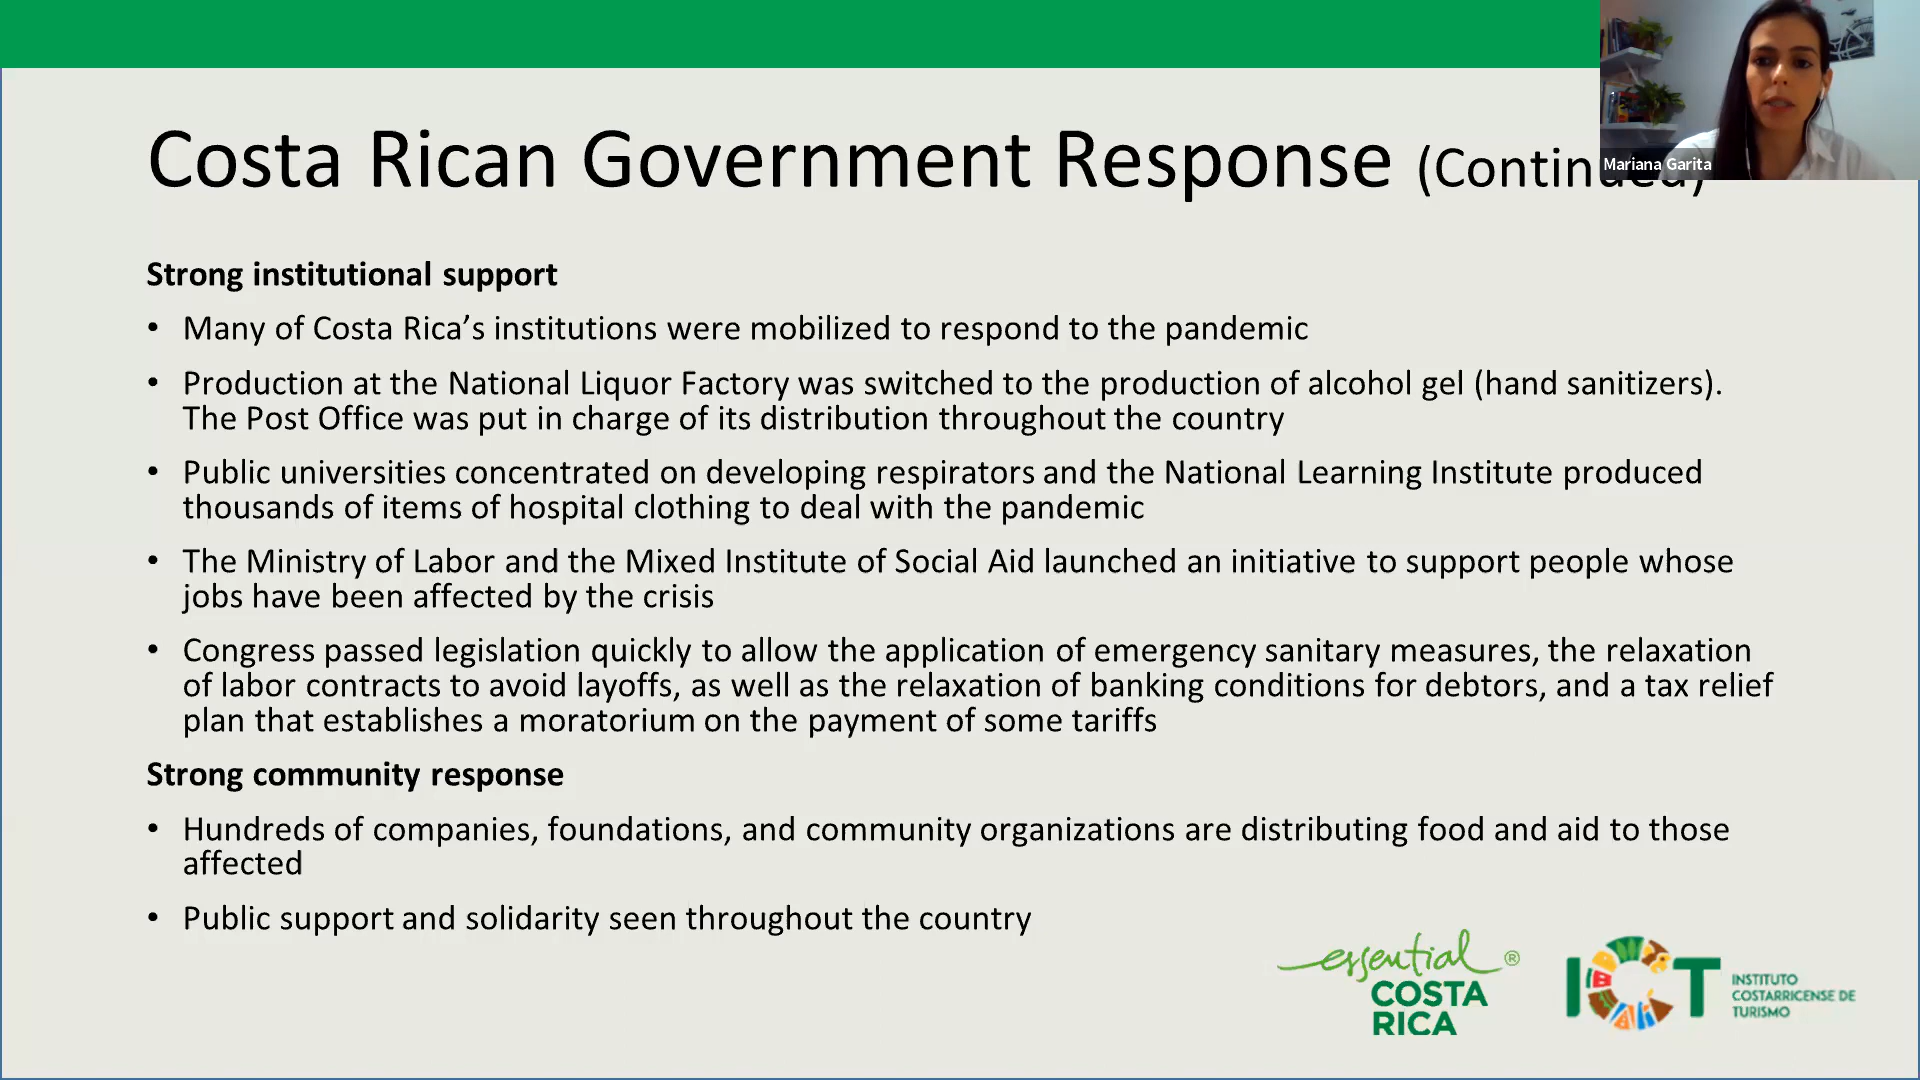 Costa Rican Government Response (Continued)
Mariana Garita
Strong institutional support
• Many of Costa Rica’s institutions were mobilized to respond to the pandemic
• Production at the National Liquor Factory was switched to the production of alcohol gel (hand sanitizers).
The Post Office was put in charge of its distribution throughout the country
• Public universities concentrated on developing respirators and the National Learning Institute produced
thousands of items of hospital clothing to deal with the pandemic
• The Ministry of Labor and the Mixed Institute of Social Aid launched an initiative to support people whose
jobs have been affected by the crisis
• Congress passed legislation quickly to allow the application of emergency sanitary measures, the relaxation
of labor contracts to avoid layoffs, as well as the relaxation of banking conditions for debtors, and a tax relief
plan that establishes a moratorium on the payment of some tariffs
Strong community response
• Hundreds of companies, foundations, and community organizations are distributing food and aid to those
affected
• Public support and solidarity seen throughout the country
essential ®
COSTA
RICA
ICT
INSTITUTO
COSTARRICENSE DE
TURISMO